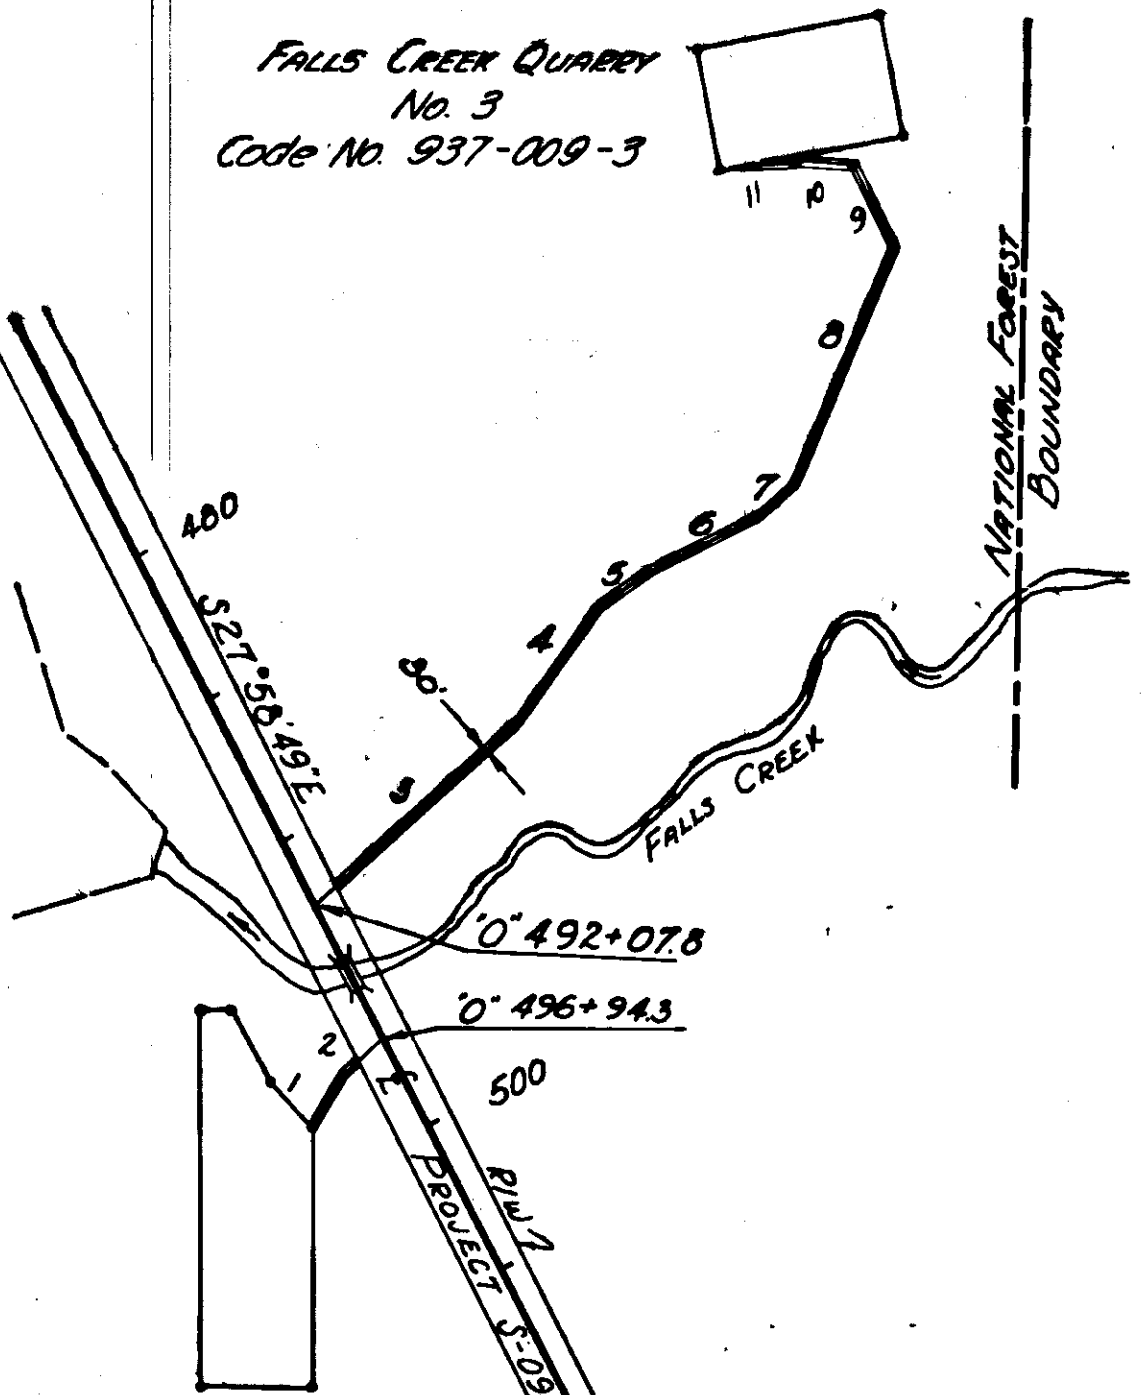 FALLS CREEK QUARRY
No. 3
Code No. 937-009-3
11
10
9
8
NATIONAL FOREST
BOUNDARY
7
6
480
5
S27°58'49"E
4
3
FALLS CREEK
"O" 492+07.8
"O" 496+94.3
2
1
500
R/W
PROJECT S-09